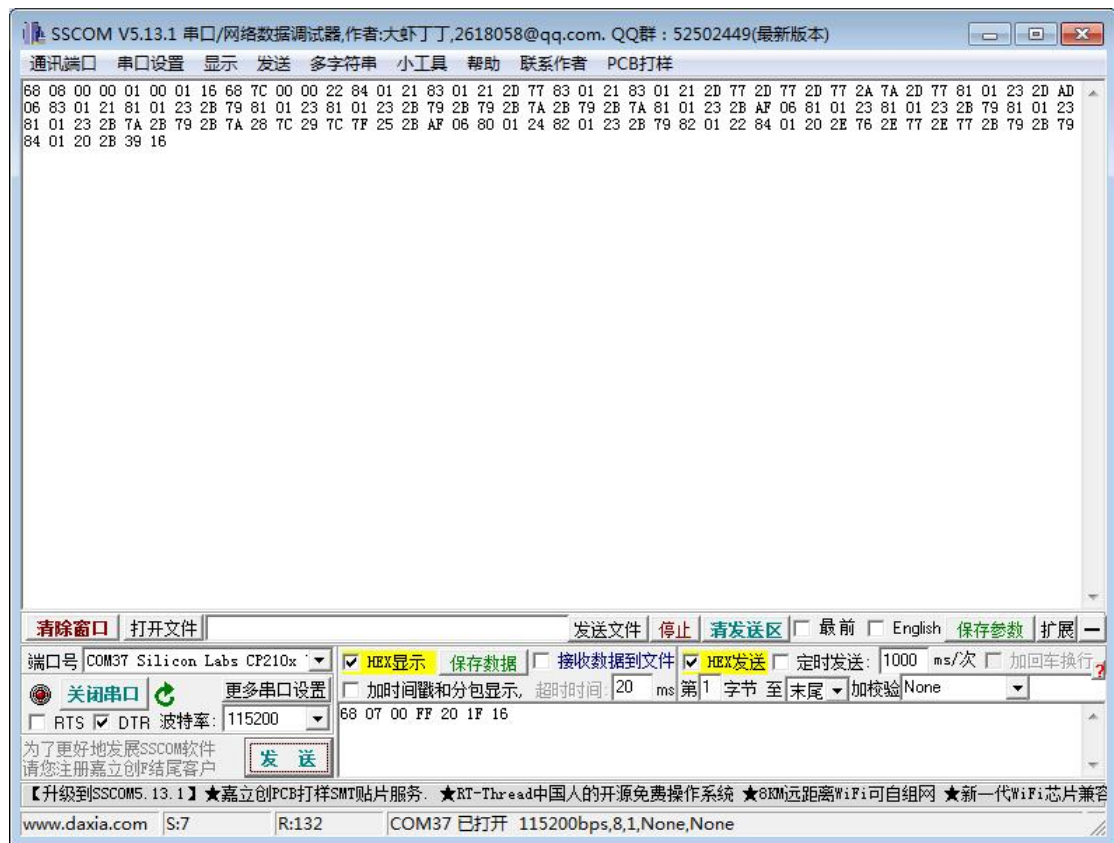 SSCOM V5.13.1 串口/网络数据调试器,作者:大虾丁丁,2618058@qq.com. QQ群：52502449(最新版本)
通讯端口 串口设置 显示 发送 多字符串 小工具 帮助 联系作者 PCB打样
68 08 00 00 01 00 01 16 68 7C 00 00 22 84 01 21 83 01 21 2D 77 83 01 21 83 01 21 2D 77 2D 77 2D 77 2A 7A 2D 77 81 01 23 2D AD
06 83 01 21 81 01 23 2B 79 81 01 23 81 01 23 2B 79 2B 79 2B 7A 2B 79 2B 7A 81 01 23 2B AF 06 81 01 23 81 01 23 2B 79 81 01 23
81 01 23 2B 7A 2B 79 2B 7A 28 7C 29 7C 7F 25 2B AF 06 80 01 24 82 01 23 2B 79 82 01 22 84 01 20 2E 76 2E 77 2E 77 2B 79 2B 79
84 01 20 2B 39 16
清除窗口 打开文件 发送文件 停止 清发送区 最前 English 保存参数 扩展 —
端口号 COM37 Silicon Labs CP210x HEX显示 保存数据 接收数据到文件 HEX发送 定时发送: 1000 ms/次 加回车换行
关闭串口 更多串口设置 加时间戳和分包显示, 超时时间: 20 ms 第1 字节 至 末尾 加校验 None
RTS DTR 波特率: 115200 68 07 00 FF 20 1F 16
为了更好地发展SSCOM软件
请您注册嘉立创F结尾客户 发 送
【升级到SSCOM5.13.1】★嘉立创PCB打样SMT贴片服务. ★RT-Thread中国人的开源免费操作系统 ★8KM远距离WiFi可自组网 ★新一代WiFi芯片兼容
www.daxia.com S:7 R:132 COM37 已打开 115200bps,8,1,None,None